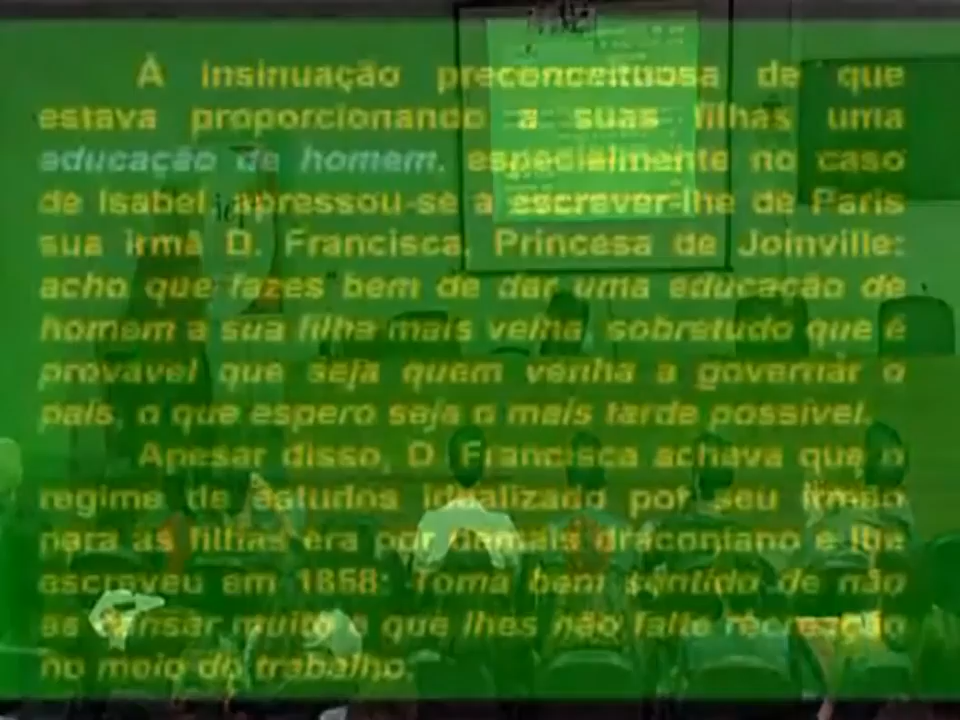 À insinuação preconceituosa de que
estava proporcionando a suas filhas uma
educação de homem, especialmente no caso
de Isabel apressou-se a escrever-lhe de Paris
sua irmã D. Francisca, Princesa de Joinville:
acho que fazes bem de dar uma educação de
homem a sua filha mais velha, sobretudo que é
provável que seja quem venha a governar o
país, o que espero seja o mais tarde possível.
Apesar disso, D. Francisca achava que o
regime de estudos idealizado por seu irmão
para as filhas era por demais draconiano e lhe
escreveu em 1858: Toma bem sentido de não
as cansar muito e que lhes não falte recreação
no meio do trabalho.